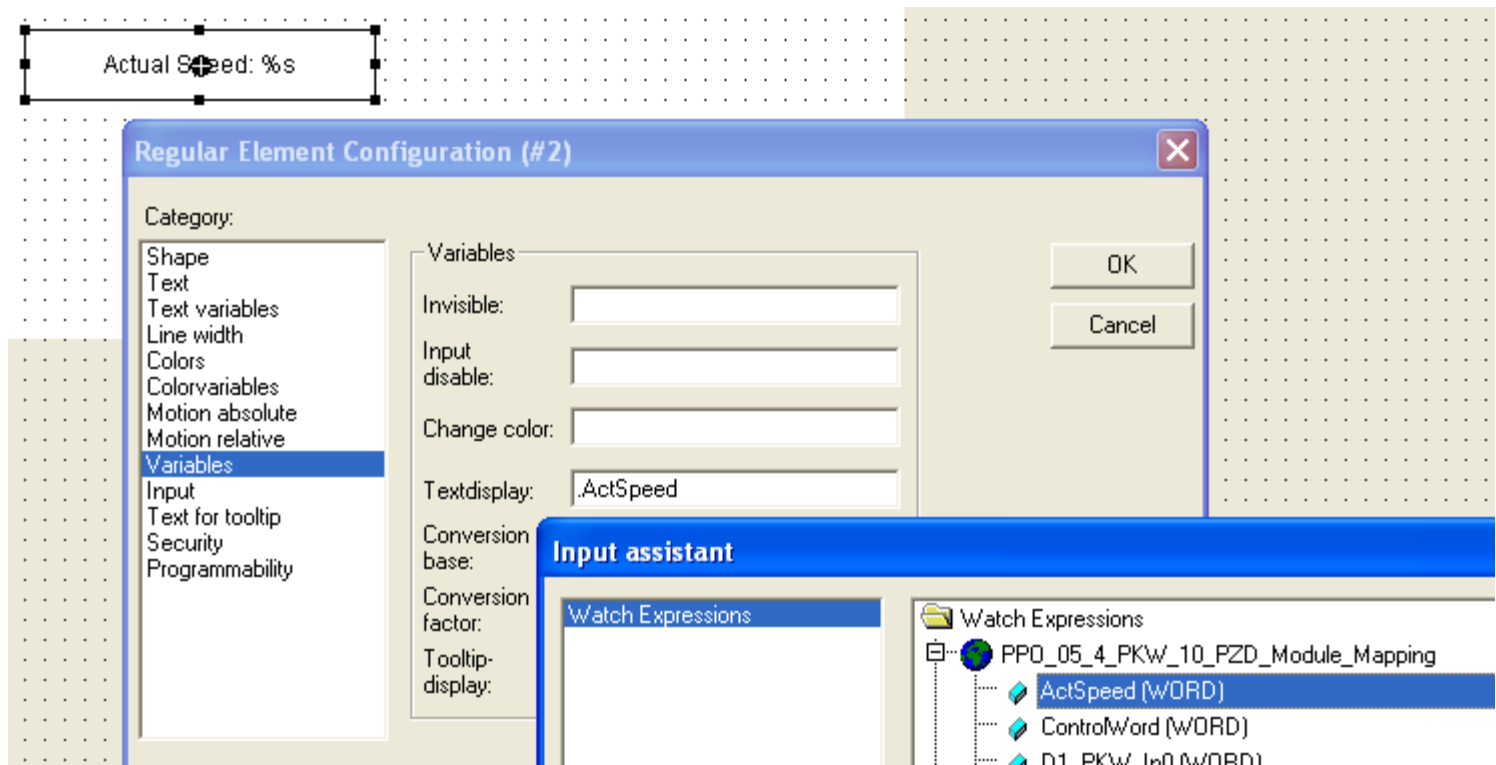 Actual Speed: %s
Regular Element Configuration (#2)
Category:
Shape
Text
Text variables
Line width
Colors
Colorvariables
Motion absolute
Motion relative
Variables
Input
Text for tooltip
Security
Programmability
Variables
Invisible:
Input
disable:
Change color:
Textdisplay: .ActSpeed
Conversion
base:
Conversion
factor:
Tooltip-
display:
OK
Cancel
Input assistant
Watch Expressions
Watch Expressions
PPO_05_4_PKW_10_PZD_Module_Mapping
ActSpeed (WORD)
ControlWord (WORD)
D1_PKW_In0 (WORD)